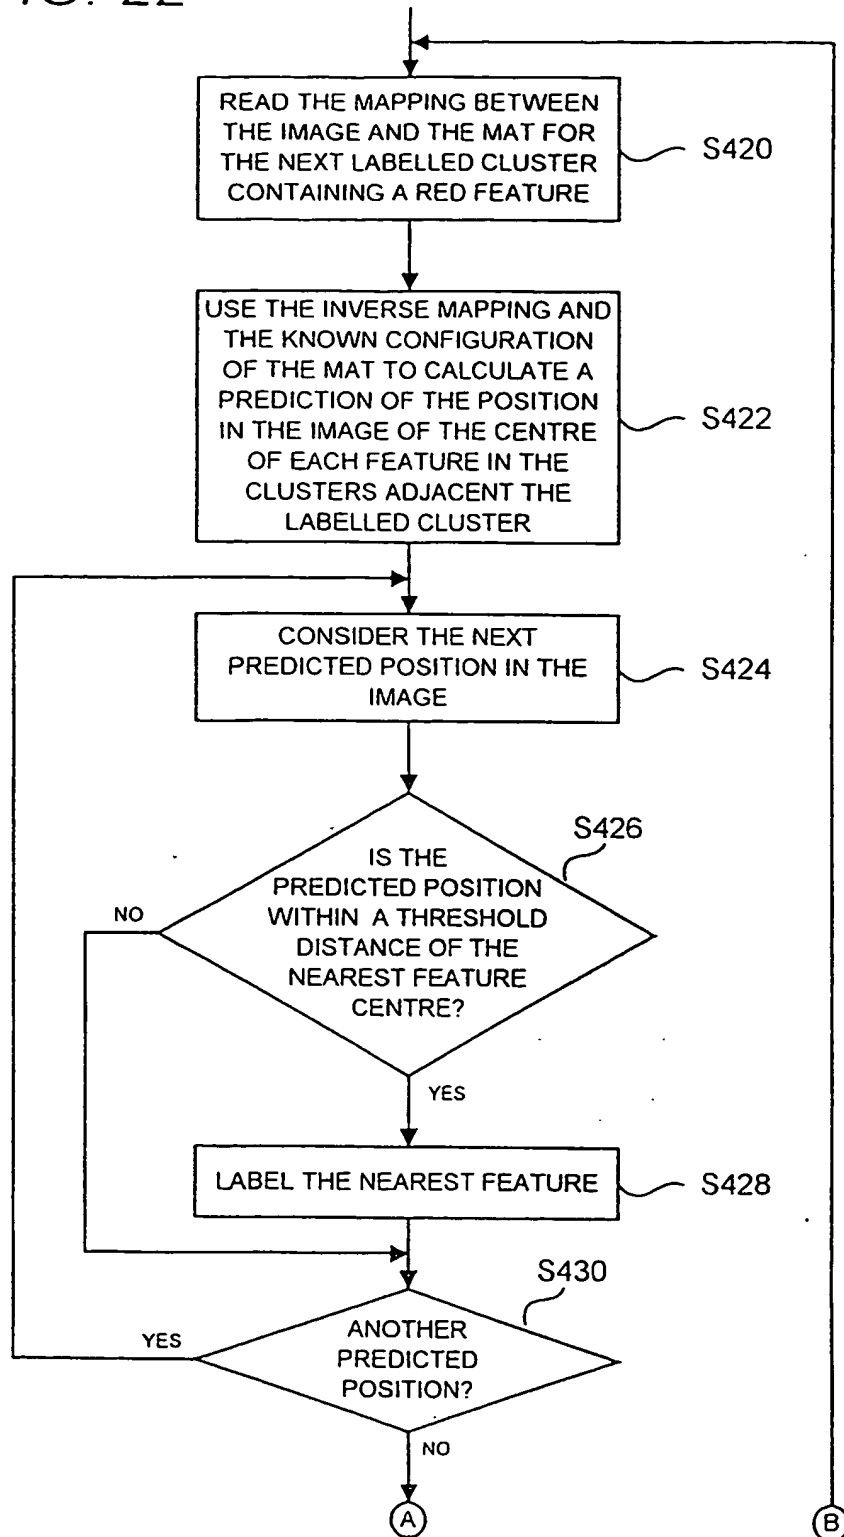 FIG. 22
READ THE MAPPING BETWEEN
THE IMAGE AND THE MAT FOR
THE NEXT LABELLED CLUSTER
CONTAINING A RED FEATURE
S420
USE THE INVERSE MAPPING AND
THE KNOWN CONFIGURATION
OF THE MAT TO CALCULATE A
PREDICTION OF THE POSITION
IN THE IMAGE OF THE CENTRE
OF EACH FEATURE IN THE
CLUSTERS ADJACENT THE
LABELLED CLUSTER
S422
CONSIDER THE NEXT
PREDICTED POSITION IN THE
IMAGE
S424
S426
IS THE
PREDICTED POSITION
WITHIN A THRESHOLD
DISTANCE OF THE
NEAREST FEATURE
CENTRE?
NO
YES
LABEL THE NEAREST FEATURE
S428
S430
ANOTHER
PREDICTED
POSITION?
YES
NO
A
B